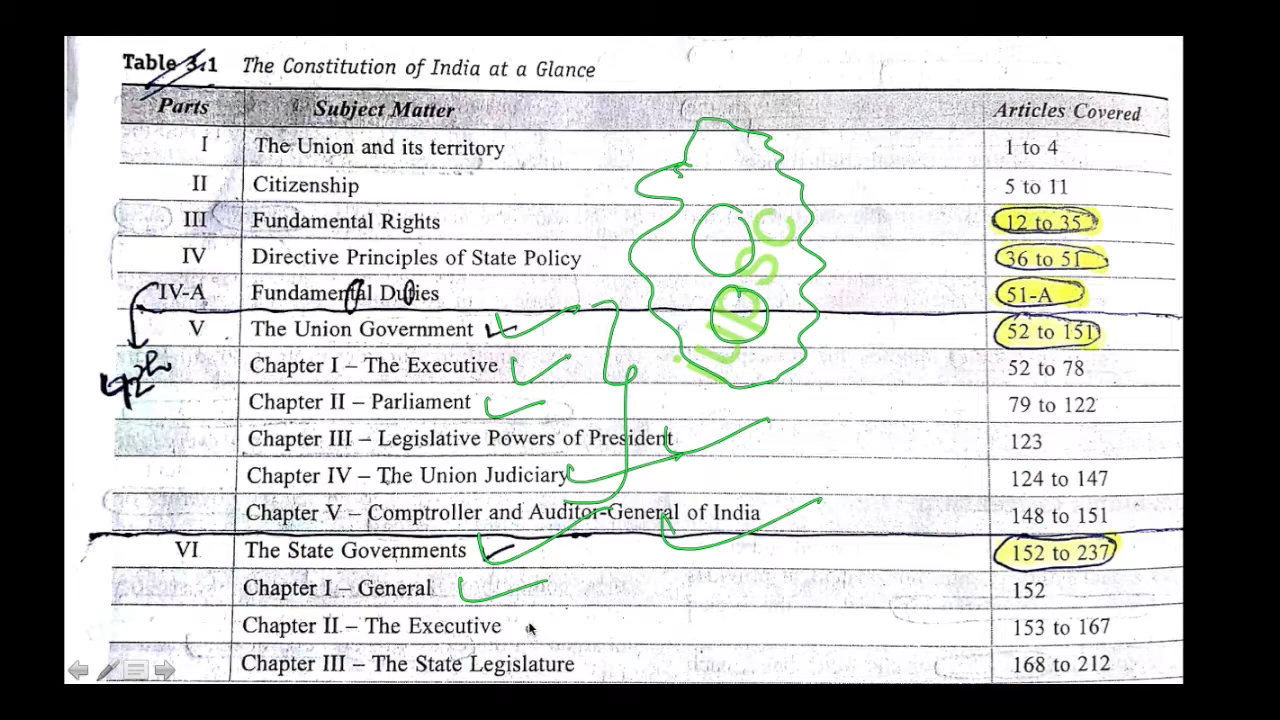 Table 3.1 The Constitution of India at a Glance
Parts Subject Matter Articles Covered
I The Union and its territory 1 to 4
II Citizenship 5 to 11
III Fundamental Rights 12 to 35
IV Directive Principles of State Policy 36 to 51
IV-A Fundamental Duties 51-A
V The Union Government 52 to 151
Chapter I – The Executive 52 to 78
42
Chapter II – Parliament 79 to 122
Chapter III – Legislative Powers of President 123
Chapter IV – The Union Judiciary 124 to 147
Chapter V – Comptroller and Auditor-General of India 148 to 151
VI The State Governments 152 to 237
Chapter I – General 152
Chapter II – The Executive 153 to 167
Chapter III – The State Legislature 168 to 212
jupsc